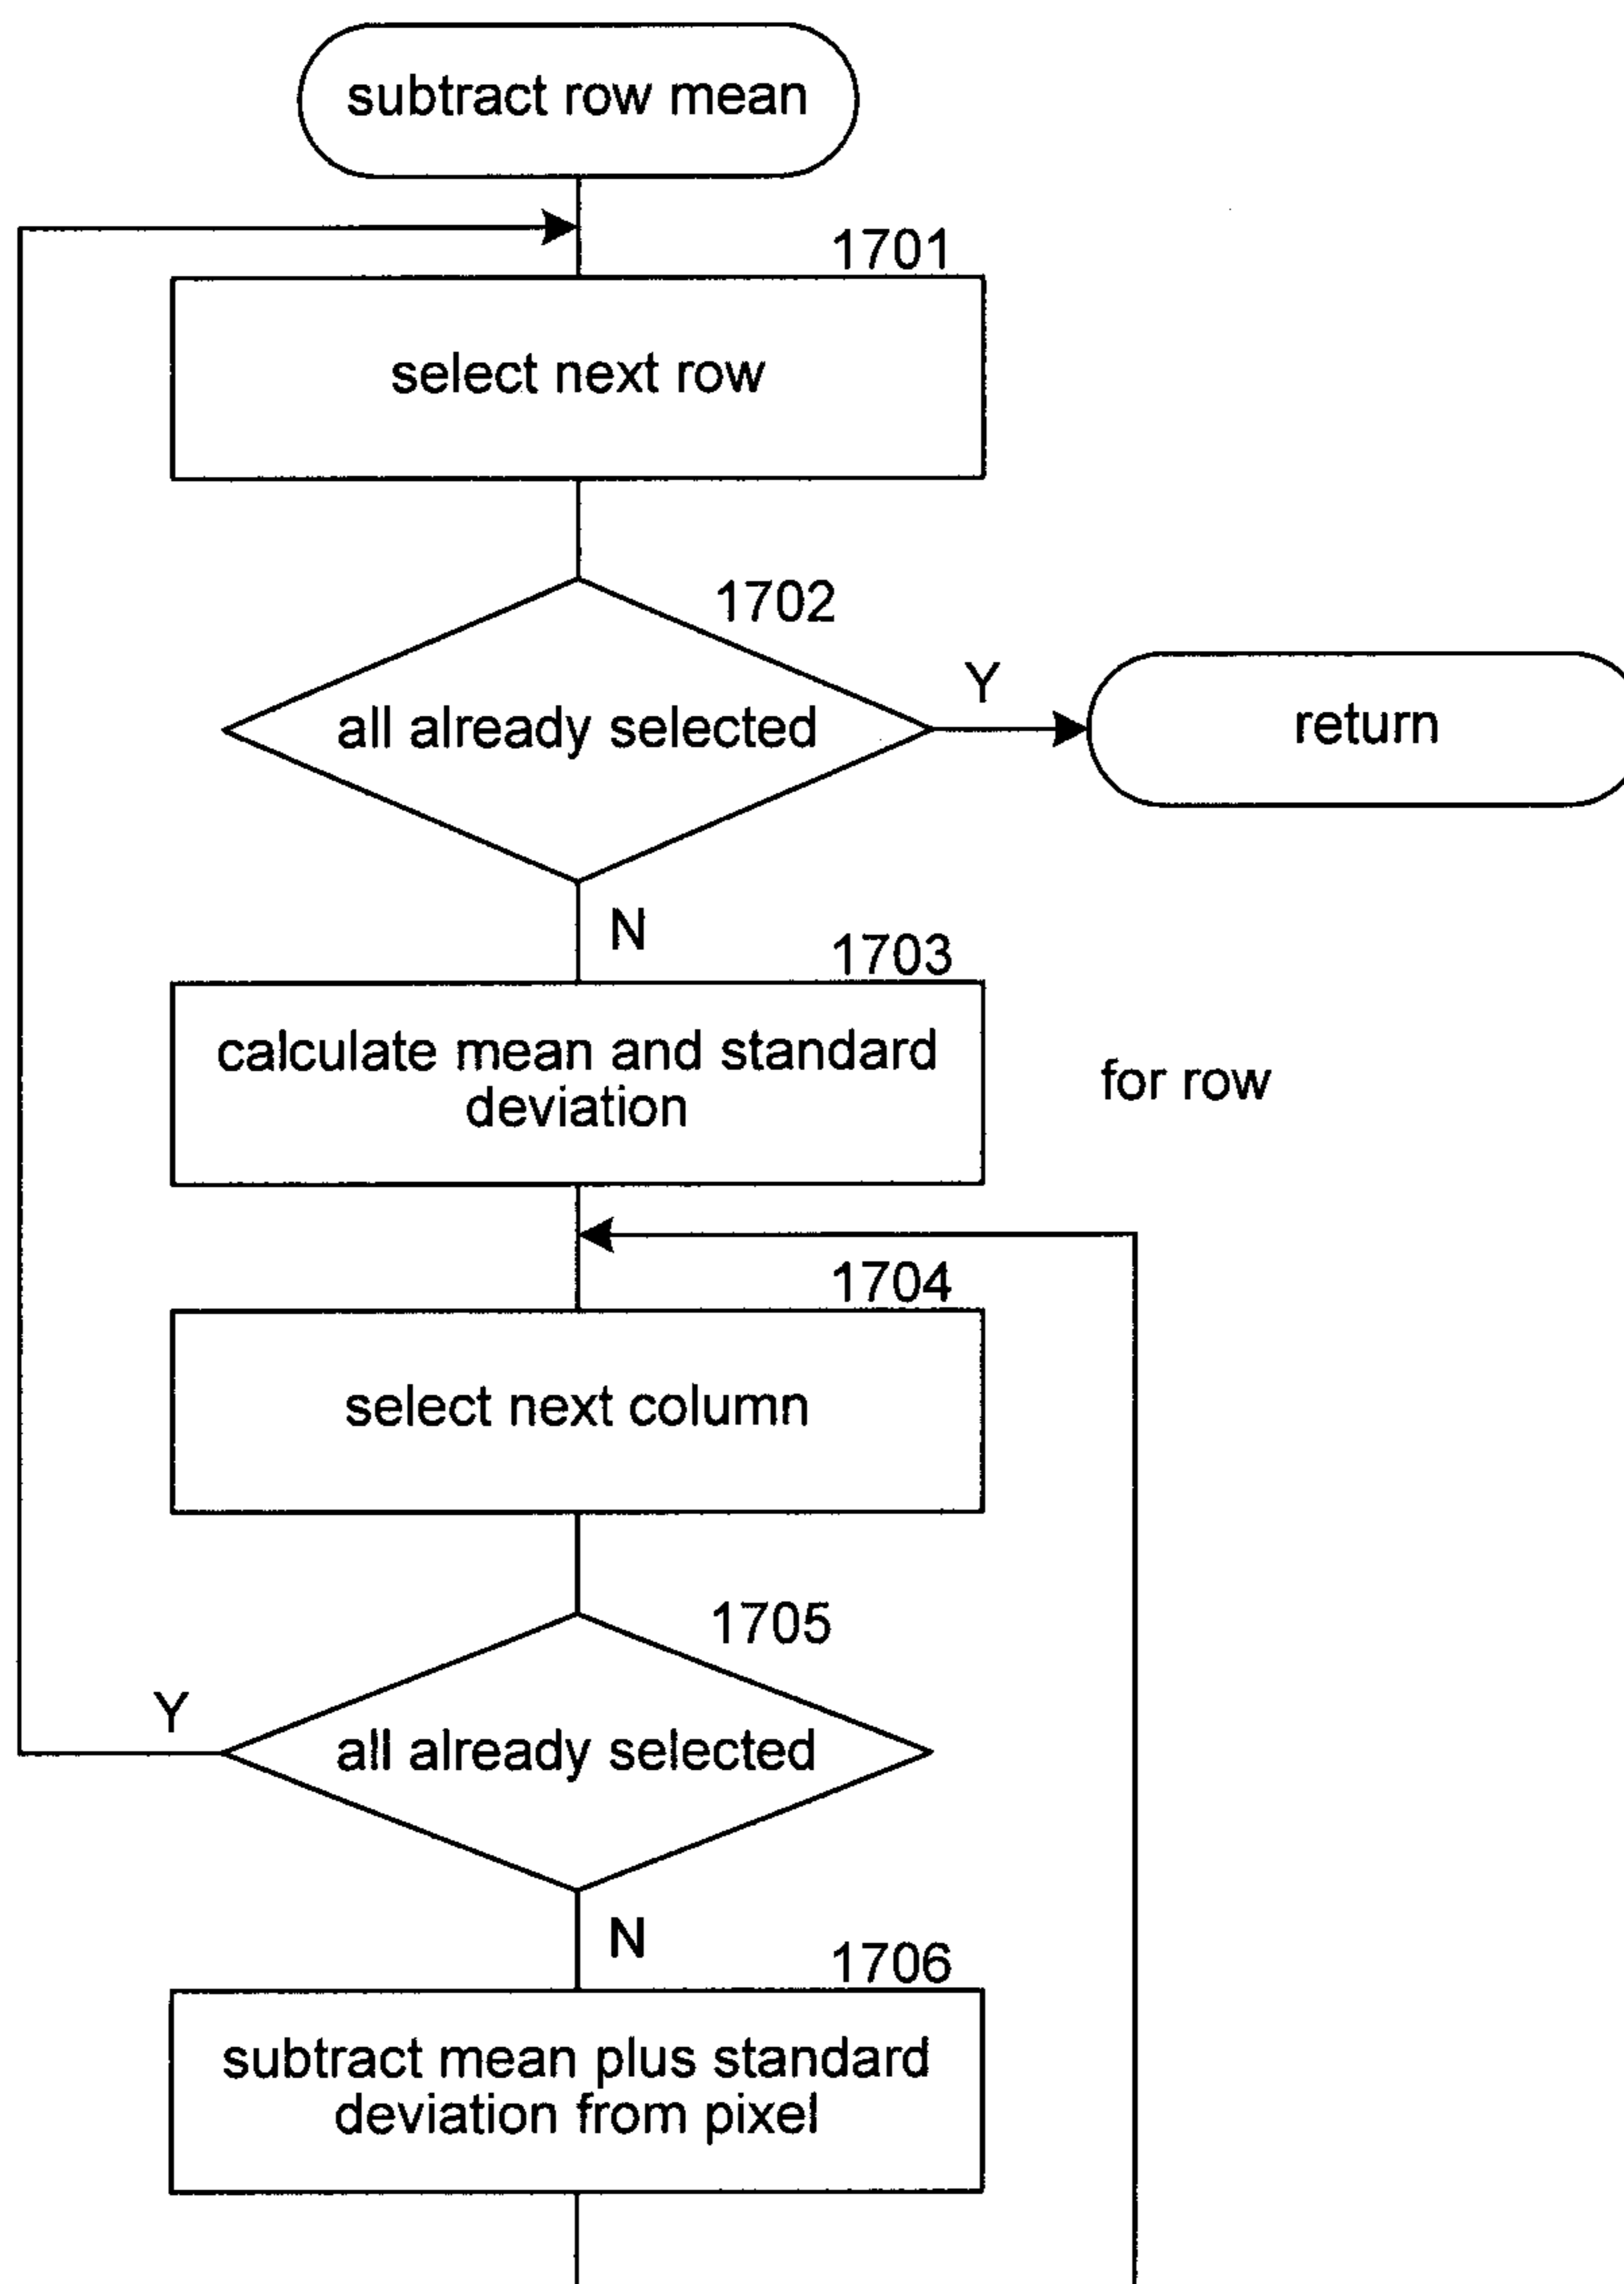 subtract row mean
1701
select next row
1702
all already selected
Y
return
N
1703
calculate mean and standard
deviation
for row
1704
select next column
1705
Y
all already selected
N
1706
subtract mean plus standard
deviation from pixel